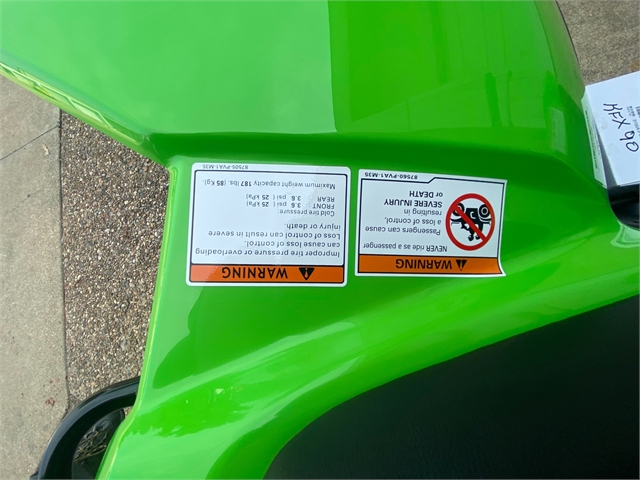 WARNING
Improper tire pressure or overloading
can cause loss of control.
Loss of control can result in severe
injury or death.
Cold tire pressure:
FRONT 3.6 psi ( 25 kPa)
REAR 3.6 psi ( 25 kPa)
Maximum weight capacity 187 lbs (85 Kg).
87505-PVA1-M35
WARNING
NEVER ride as a passenger
Passengers can cause
a loss of control,
resulting in
SEVERE INJURY
or DEATH
87560-PVA1-M35
KFX 90